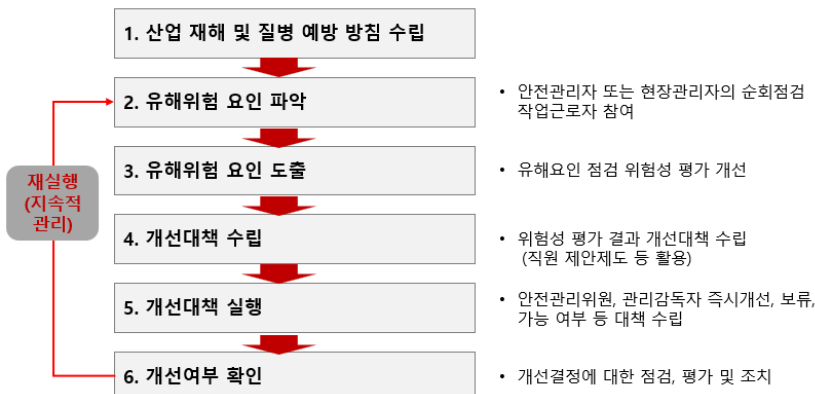 1. 산업 재해 및 질병 예방 방침 수립
2. 유해위험 요인 파악
• 안전관리자 또는 현장관리자의 순회점검
작업근로자 참여
3. 유해위험 요인 도출
• 유해요인 점검 위험성 평가 개선
재실행
(지속적
관리)
4. 개선대책 수립
• 위험성 평가 결과 개선대책 수립
(직원 제안제도 등 활용)
5. 개선대책 실행
• 안전관리위원, 관리감독자 즉시개선, 보류,
가능 여부 등 대책 수립
6. 개선여부 확인
• 개선결정에 대한 점검, 평가 및 조치